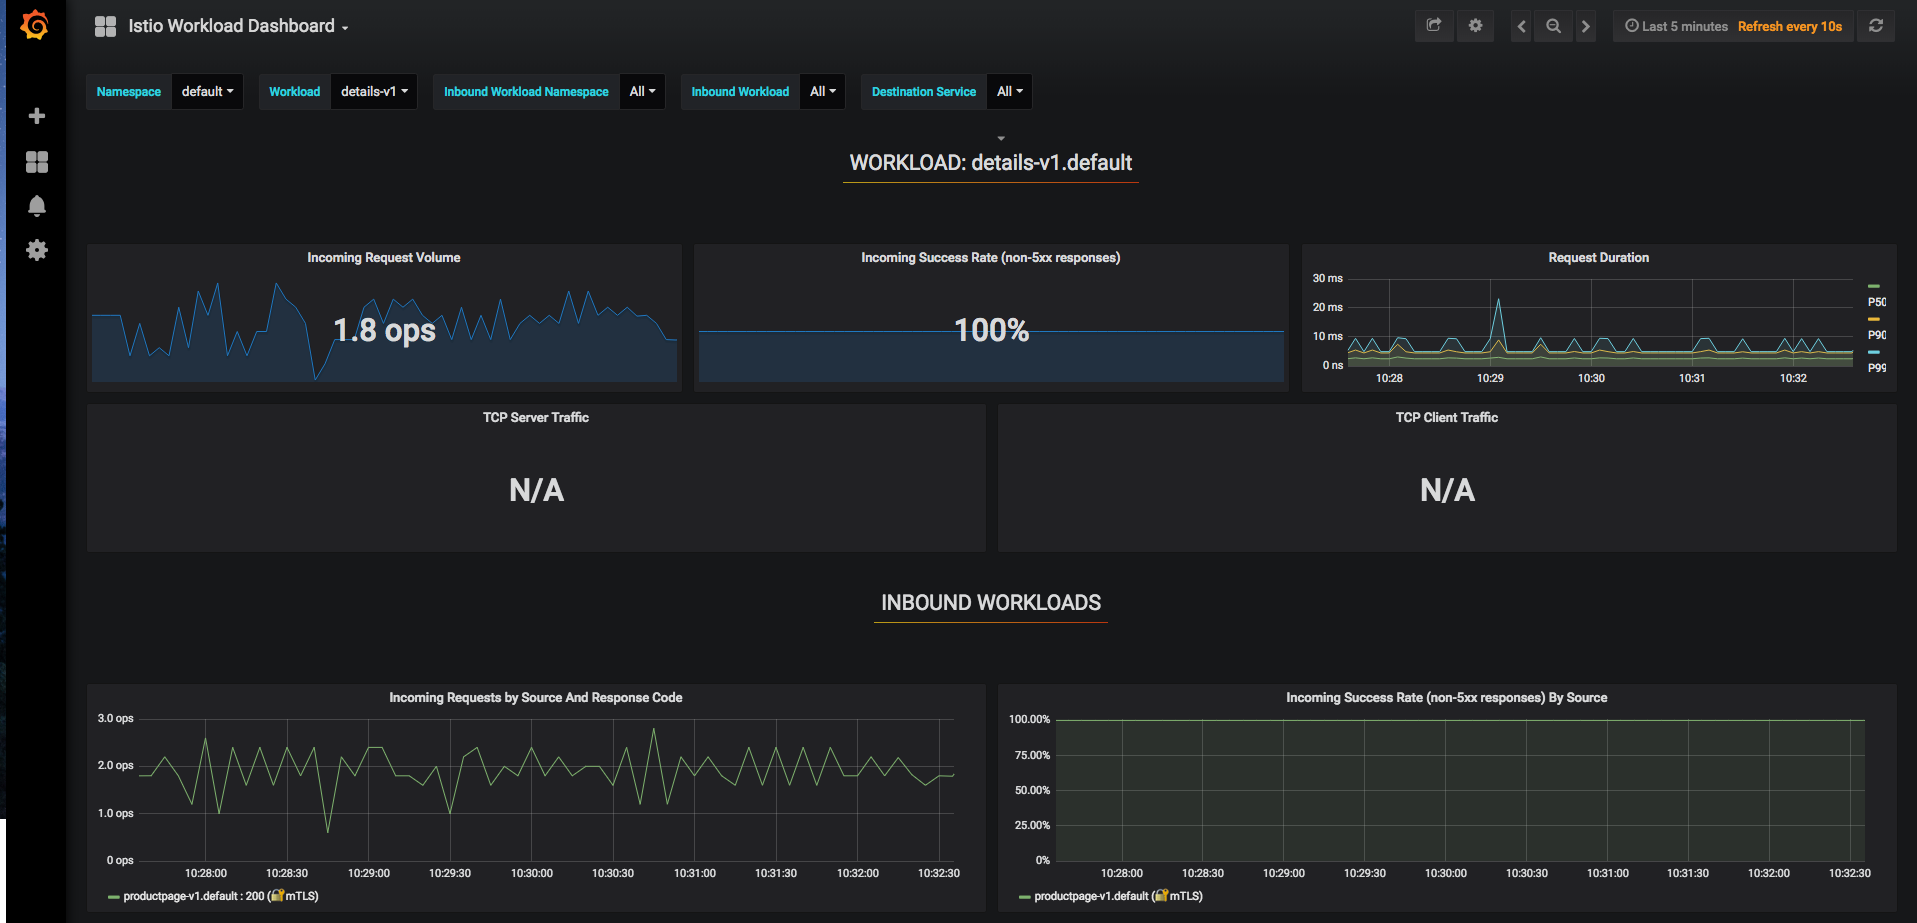 Istio Workload Dashboard
Last 5 minutes Refresh every 10s
Namespace default Workload details-v1 Inbound Workload Namespace All Inbound Workload All Destination Service All
WORKLOAD: details-v1.default
Incoming Request Volume
1.8 ops
Incoming Success Rate (non-5xx responses)
100%
Request Duration
30 ms
20 ms
10 ms
0 ns
10:28 10:29 10:30 10:31 10:32
P50
P90
P99
TCP Server Traffic
N/A
TCP Client Traffic
N/A
INBOUND WORKLOADS
Incoming Requests by Source And Response Code
3.0 ops
2.0 ops
1.0 ops
0 ops
10:28:00 10:28:30 10:29:00 10:29:30 10:30:00 10:30:30 10:31:00 10:31:30 10:32:00 10:32:30
productpage-v1.default : 200 (🔐mTLS)
Incoming Success Rate (non-5xx responses) By Source
100.00%
75.00%
50.00%
25.00%
0%
10:28:00 10:28:30 10:29:00 10:29:30 10:30:00 10:30:30 10:31:00 10:31:30 10:32:00 10:32:30
productpage-v1.default (🔐mTLS)